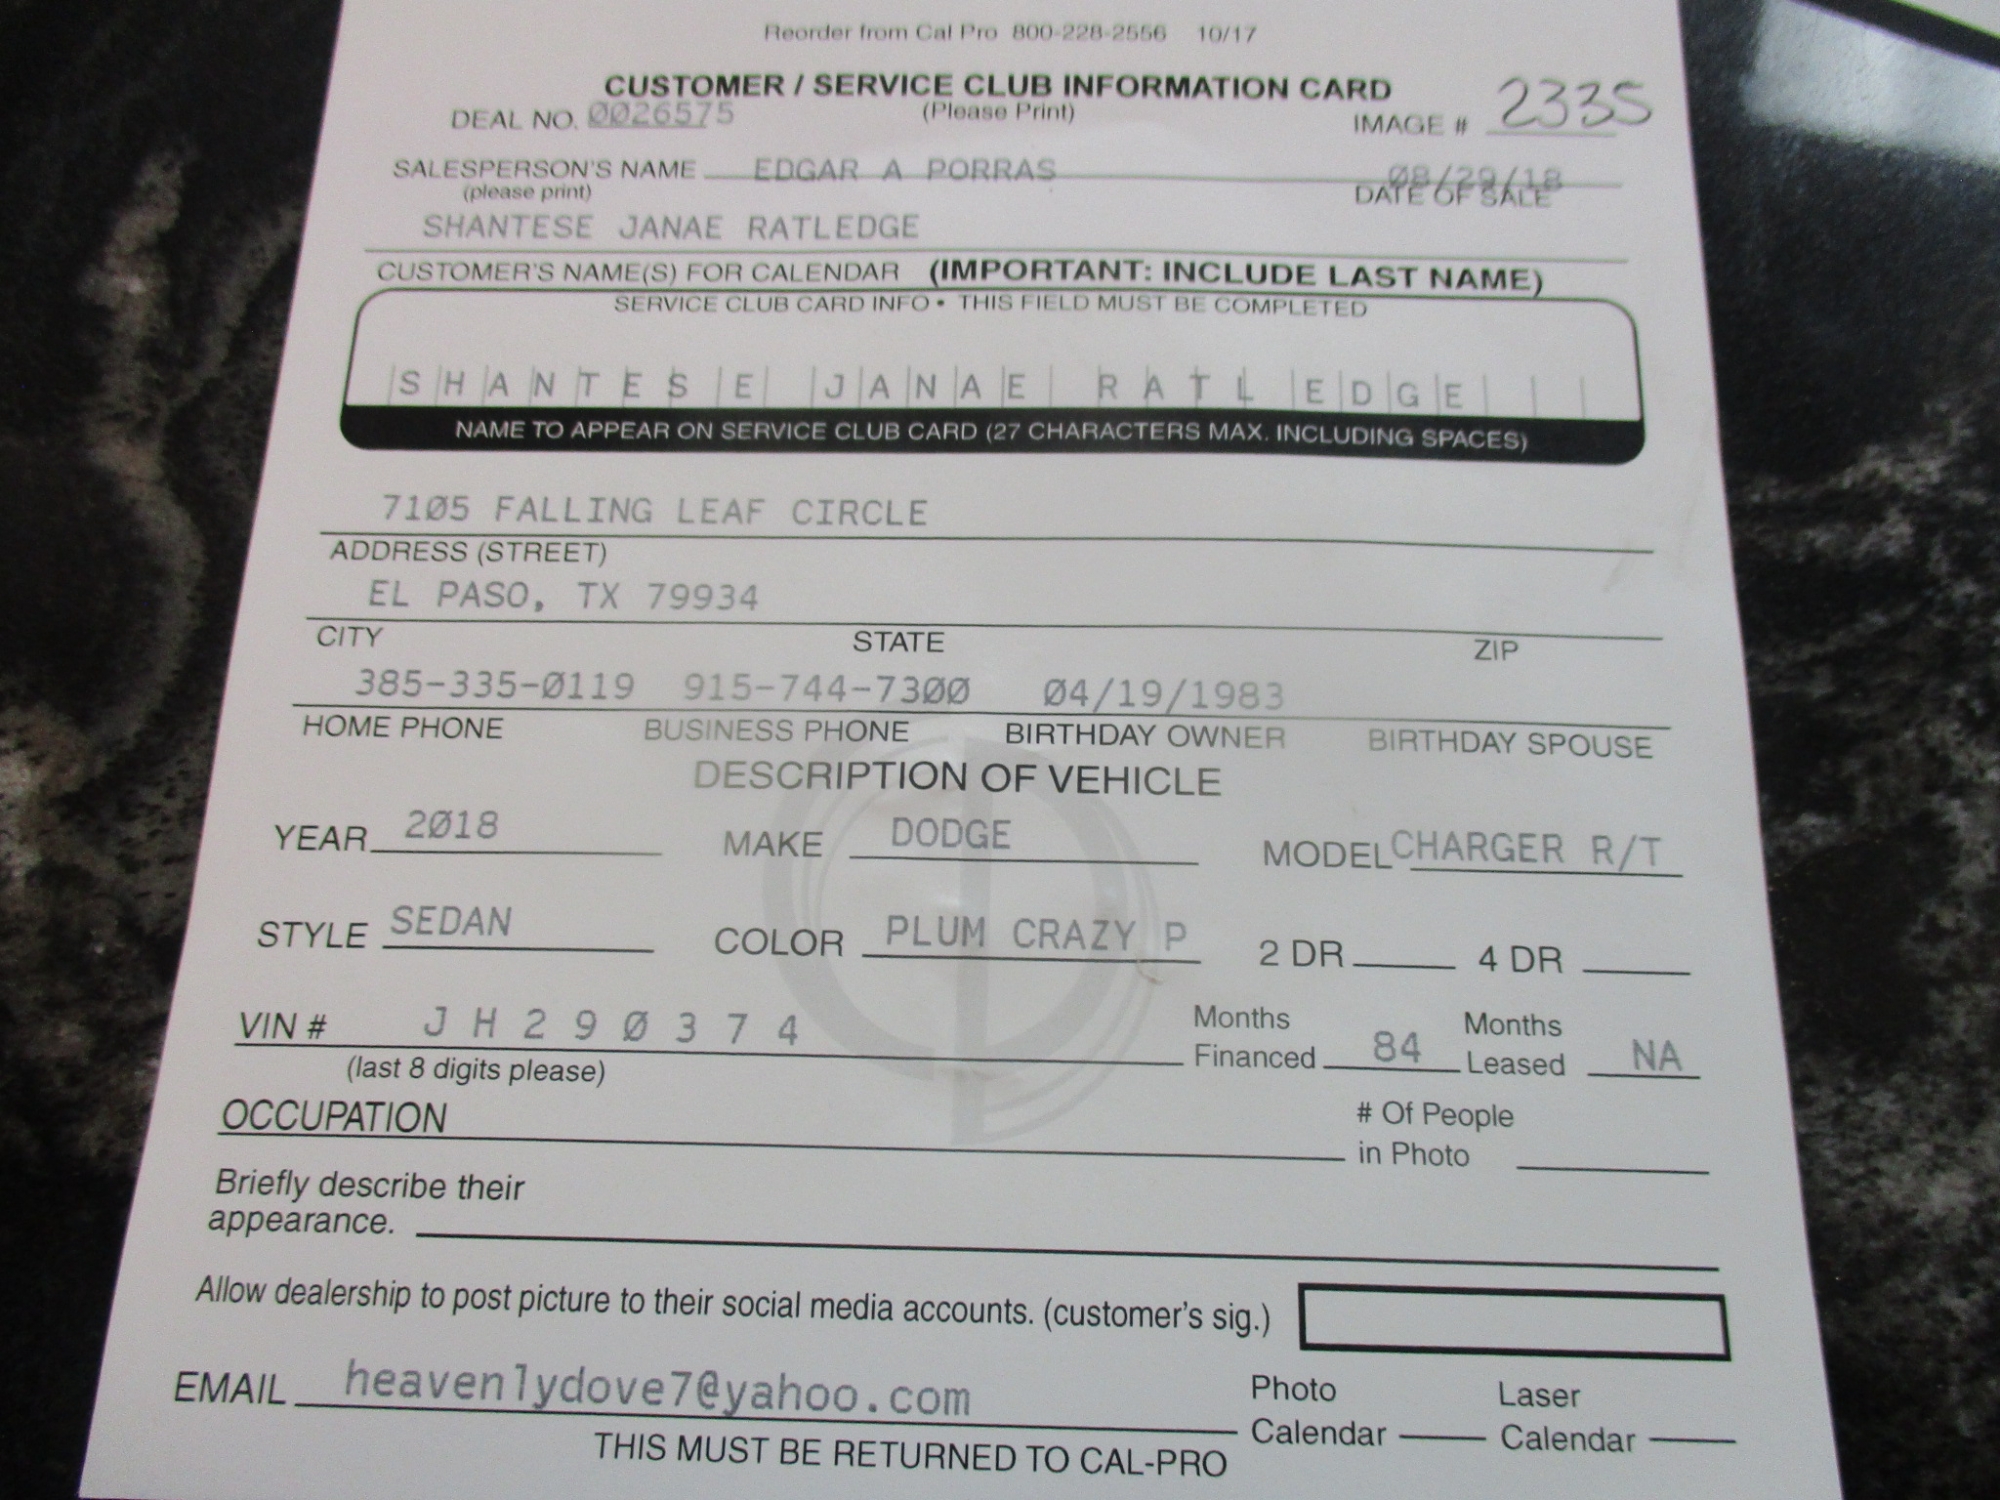 Reorder from Cal Pro 800-228-2556 10/17
CUSTOMER / SERVICE CLUB INFORMATION CARD
DEAL NO. 0026575 (Please Print) IMAGE # 2335
SALESPERSON'S NAME EDGAR A PORRAS 08/29/18
(please print) DATE OF SALE
SHANTESE JANAE RATLEDGE
CUSTOMER'S NAME(S) FOR CALENDAR (IMPORTANT: INCLUDE LAST NAME)
SERVICE CLUB CARD INFO • THIS FIELD MUST BE COMPLETED
SHANTESE JANAE RATLEDGE
NAME TO APPEAR ON SERVICE CLUB CARD (27 CHARACTERS MAX. INCLUDING SPACES)
7105 FALLING LEAF CIRCLE
ADDRESS (STREET)
EL PASO, TX 79934
CITY STATE ZIP
385-335-0119 915-744-7300 04/19/1983
HOME PHONE BUSINESS PHONE BIRTHDAY OWNER BIRTHDAY SPOUSE
DESCRIPTION OF VEHICLE
YEAR 2018 MAKE DODGE MODEL CHARGER R/T
STYLE SEDAN COLOR PLUM CRAZY P 2 DR 4 DR
VIN # JH290374 Months Financed 84 Months Leased NA
(last 8 digits please)
OCCUPATION # Of People in Photo
Briefly describe their
appearance.
Allow dealership to post picture to their social media accounts. (customer's sig.)
EMAIL heavenlydove7@yahoo.com Photo Calendar Laser Calendar
THIS MUST BE RETURNED TO CAL-PRO